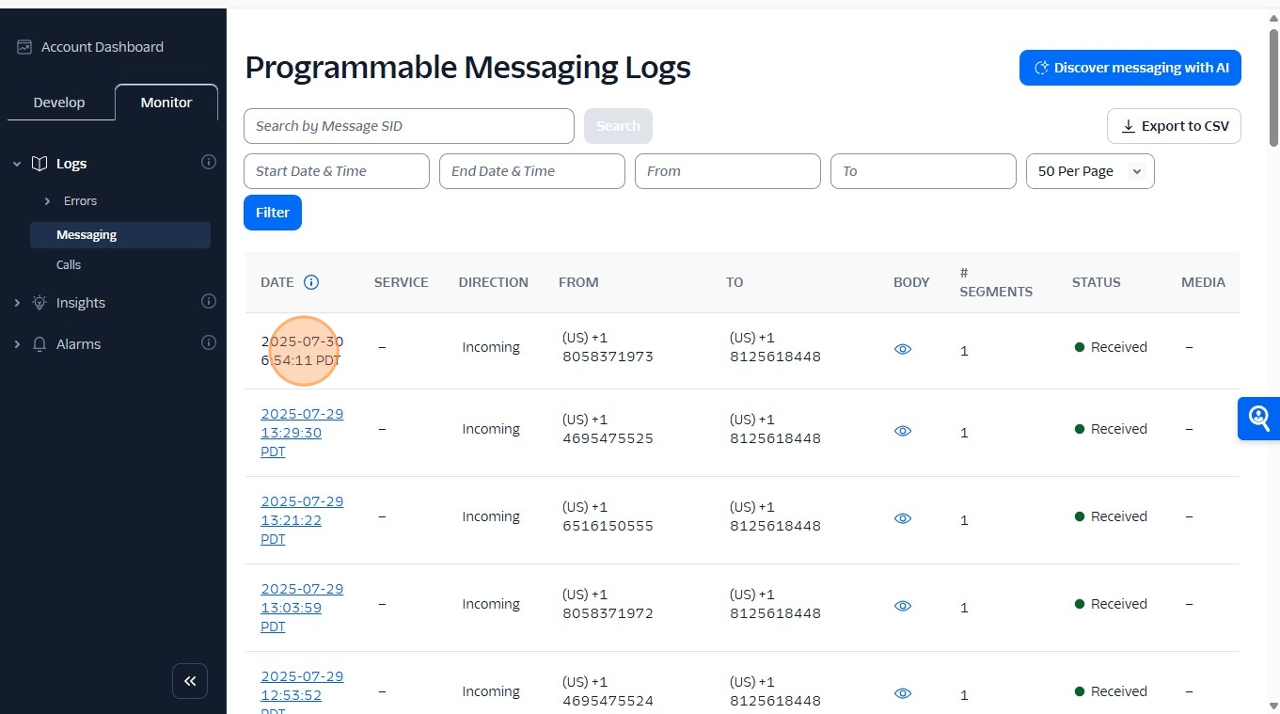 Account Dashboard
Develop
Monitor
Logs
Errors
Messaging
Calls
Insights
Alarms
Programmable Messaging Logs
Discover messaging with AI
Search by Message SID
Search
Export to CSV
Start Date & Time
End Date & Time
From
To
50 Per Page
Filter
DATE SERVICE DIRECTION FROM TO BODY # SEGMENTS STATUS MEDIA
2025-07-30
6:54:11 PDT
–
Incoming
(US) +1
8058371973
(US) +1
8125618448
1
Received
–
2025-07-29
13:29:30
PDT
–
Incoming
(US) +1
4695475525
(US) +1
8125618448
1
Received
–
2025-07-29
13:21:22
PDT
–
Incoming
(US) +1
6516150555
(US) +1
8125618448
1
Received
–
2025-07-29
13:03:59
PDT
–
Incoming
(US) +1
8058371972
(US) +1
8125618448
1
Received
–
2025-07-29
12:53:52
PDT
–
Incoming
(US) +1
4695475524
(US) +1
8125618448
1
Received
–